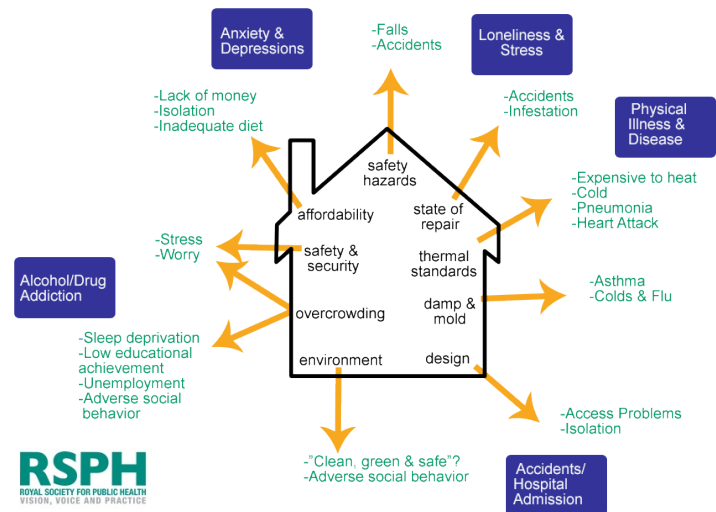 Anxiety &
Depressions
-Falls
-Accidents
Loneliness &
Stress
-Lack of money
-Isolation
-Inadequate diet
-Accidents
-Infestation
Physical
Illness &
Disease
safety
hazards
-Expensive to heat
-Cold
-Pneumonia
-Heart Attack
affordability
state of
repair
-Stress
-Worry
safety &
security
thermal
standards
Alcohol/Drug
Addiction
-Asthma
-Colds & Flu
overcrowding
damp &
mold
-Sleep deprivation
-Low educational
achievement
-Unemployment
-Adverse social
behavior
environment
design
-Access Problems
-Isolation
-"Clean, green & safe"?
-Adverse social behavior
Accidents/
Hospital
Admission
RSPH
ROYAL SOCIETY FOR PUBLIC HEALTH
VISION, VOICE AND PRACTICE